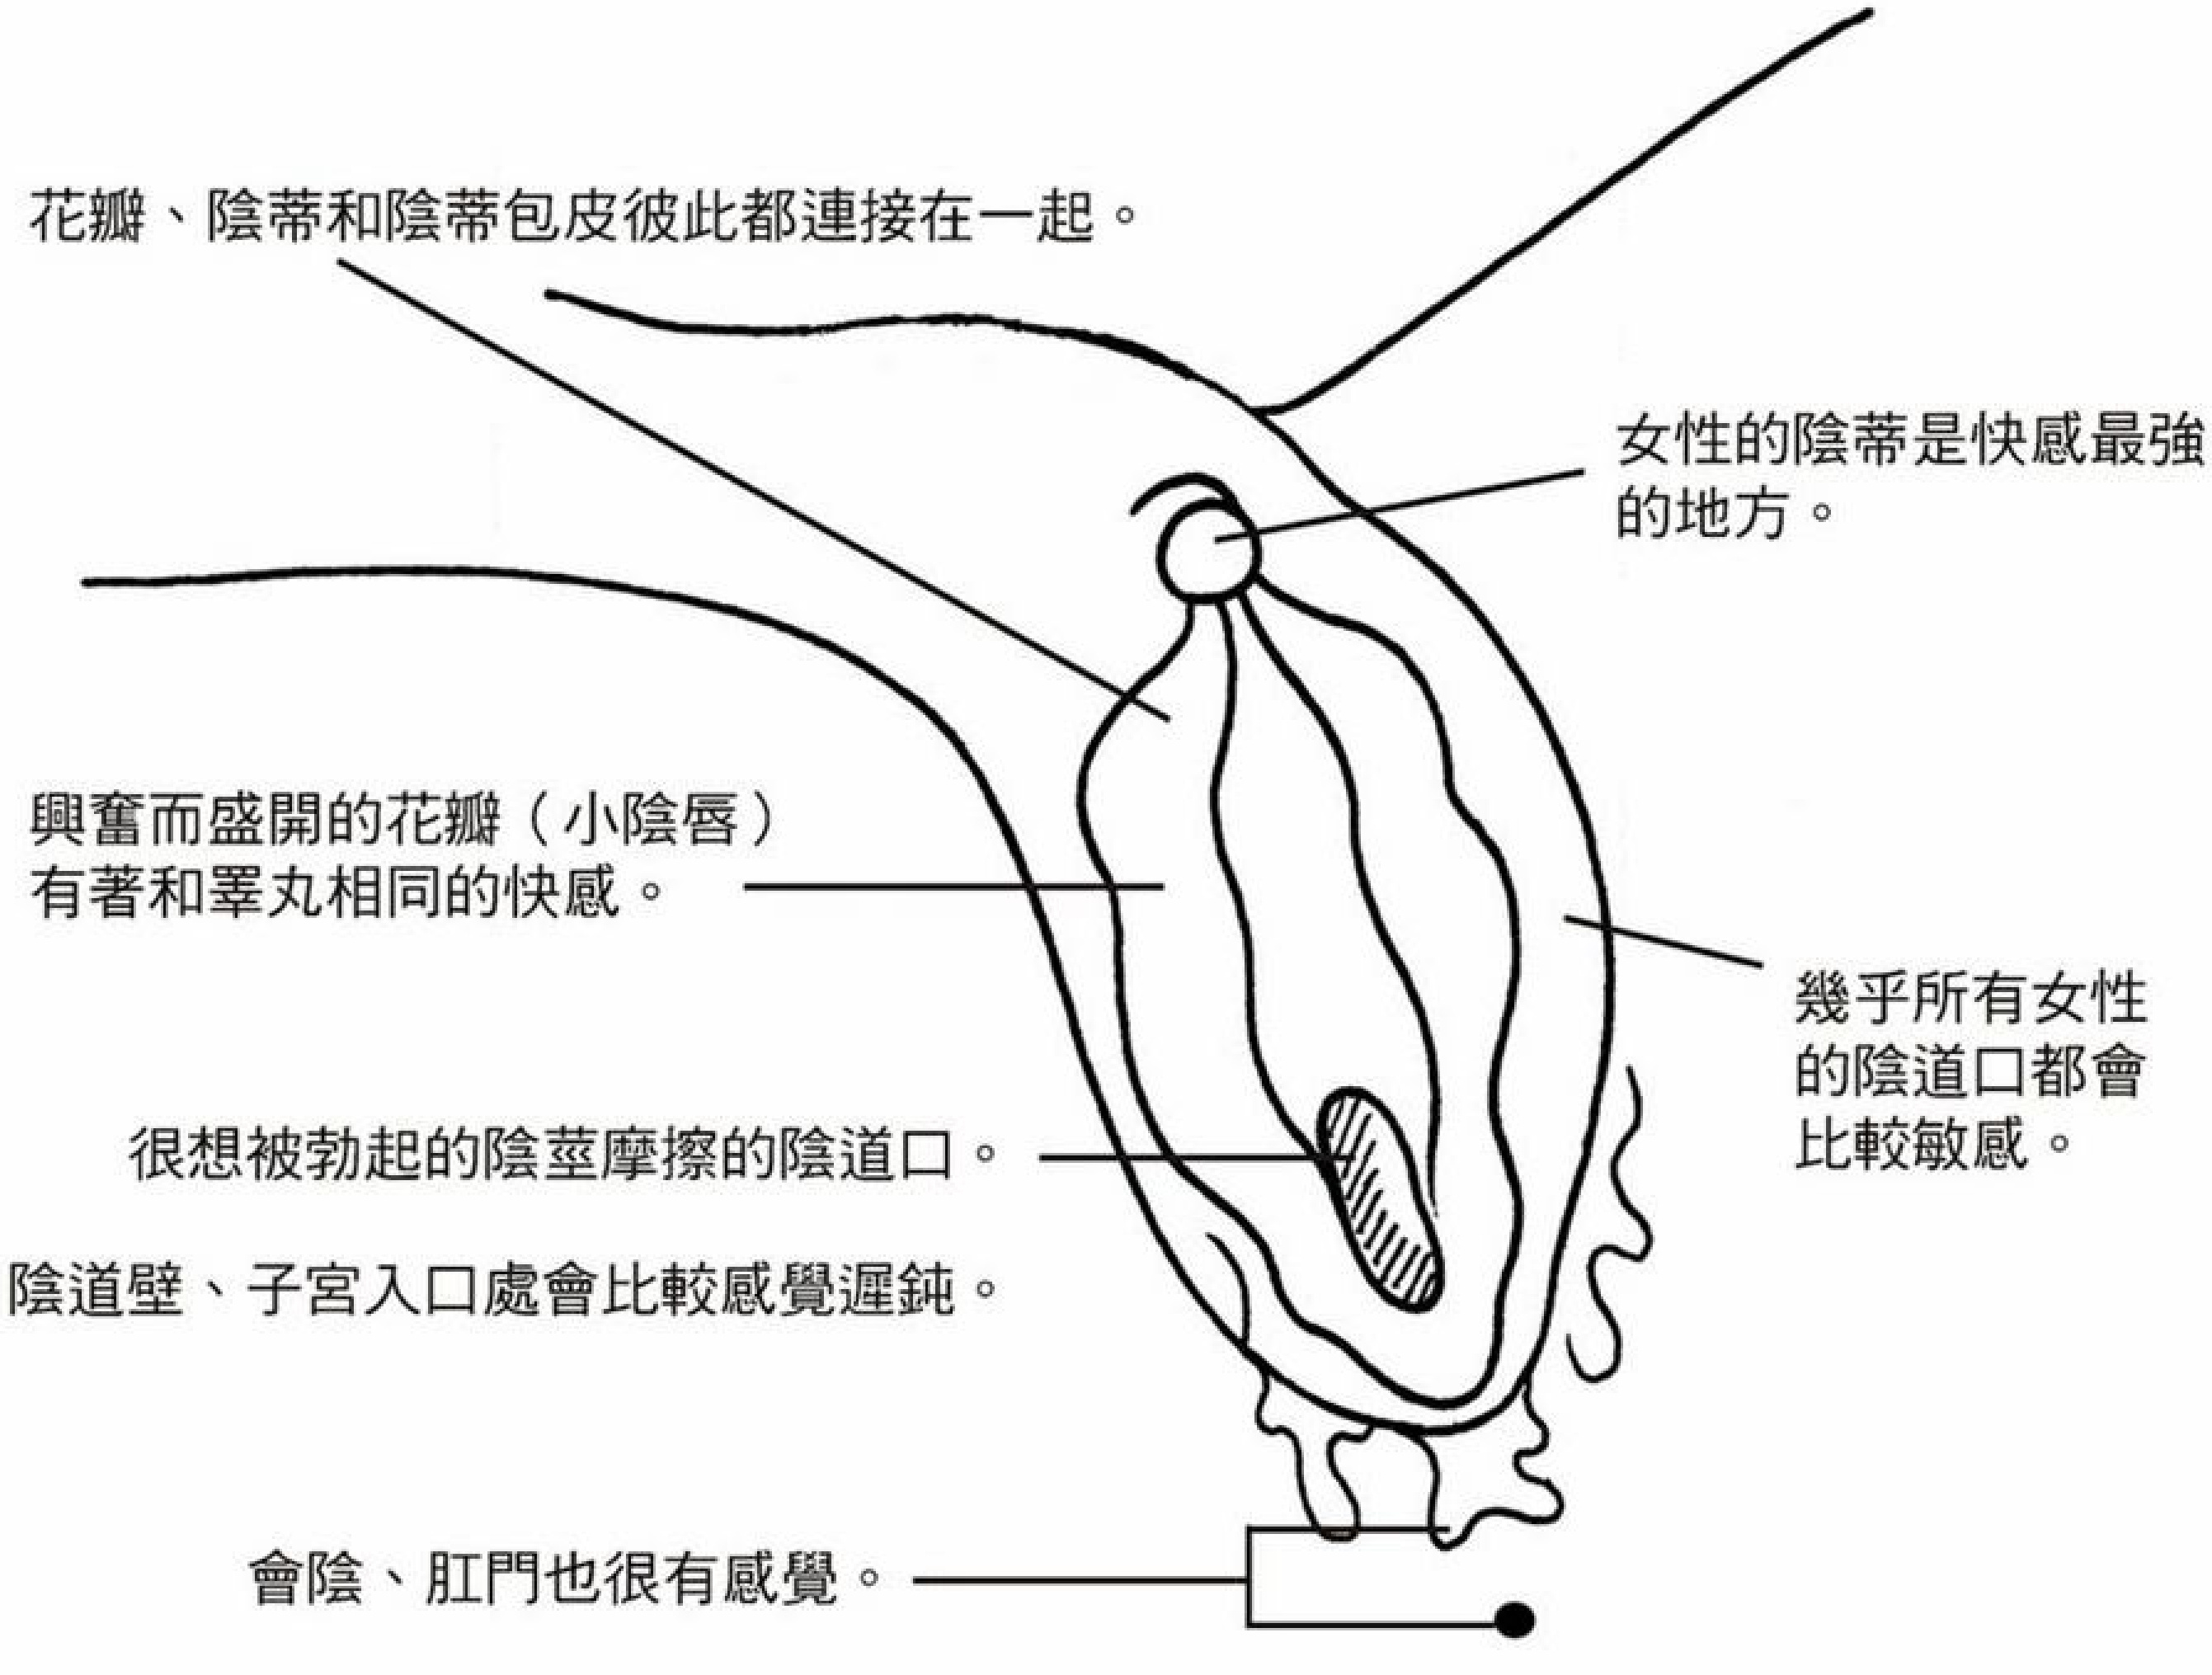 花瓣、陰蒂和陰蒂包皮彼此都連接在一起。
女性的陰蒂是快感最強
的地方。
興奮而盛開的花瓣（小陰唇）
有著和睪丸相同的快感。
幾乎所有女性
的陰道口都會
比較敏感。
很想被勃起的陰莖摩擦的陰道口。
陰道壁、子宮入口處會比較感覺遲鈍。
會陰、肛門也很有感覺。